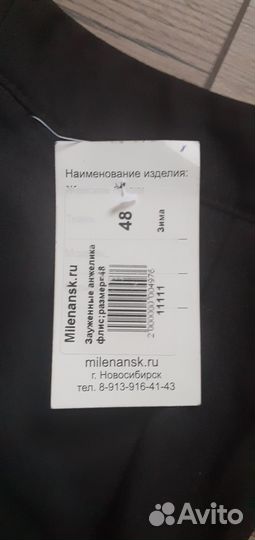 Наименование изделия:
48
Зима
Milenansk.ru
Зауженные анжелика
флис;размер=48
2000000004976
11111
milenansk.ru
г. Новосибирск
тел. 8-913-916-41-43
Avito